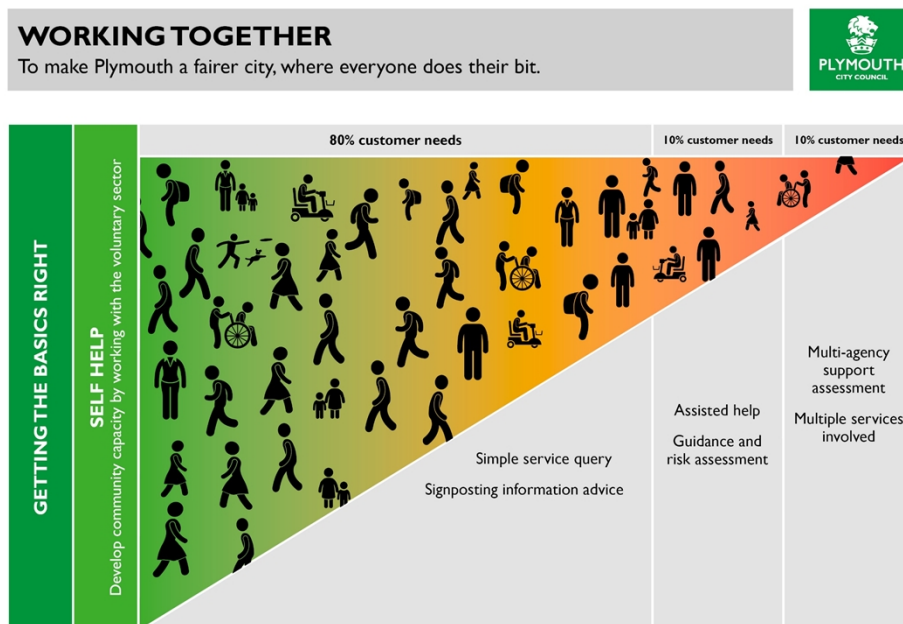 WORKING TOGETHER
To make Plymouth a fairer city, where everyone does their bit.
PLYMOUTH
CITY COUNCIL
GETTING THE BASICS RIGHT
SELF HELP
Develop community capacity by working with the voluntary sector
80% customer needs
10% customer needs
10% customer needs
Simple service query
Signposting information advice
Assisted help
Guidance and
risk assessment
Multi-agency
support
assessment
Multiple services
involved